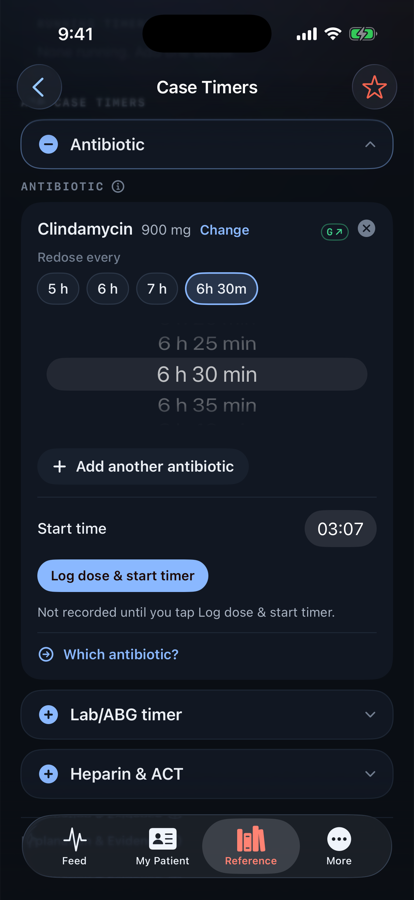 9:41
Case Timers
CASE TIMERS
Antibiotic
ANTIBIOTIC
Clindamycin 900 mg Change G↗
Redose every
5 h 6 h 7 h 6h 30m
6 h 25 min
6 h 30 min
6 h 35 min
+ Add another antibiotic
Start time 03:07
Log dose & start timer
Not recorded until you tap Log dose & start timer.
Which antibiotic?
Lab/ABG timer
Heparin & ACT
Feed My Patient Reference More